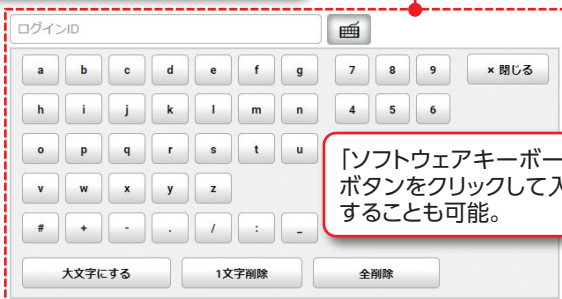 ログインID
a b c d e f g 7 8 9 ×閉じる
h i j k l m n 4 5 6
o p q r s t u
v w x y z
# + - . / : _
「ソフトウェアキーボー
ボタンをクリックして入
することも可能。
大文字にする 1文字削除 全削除